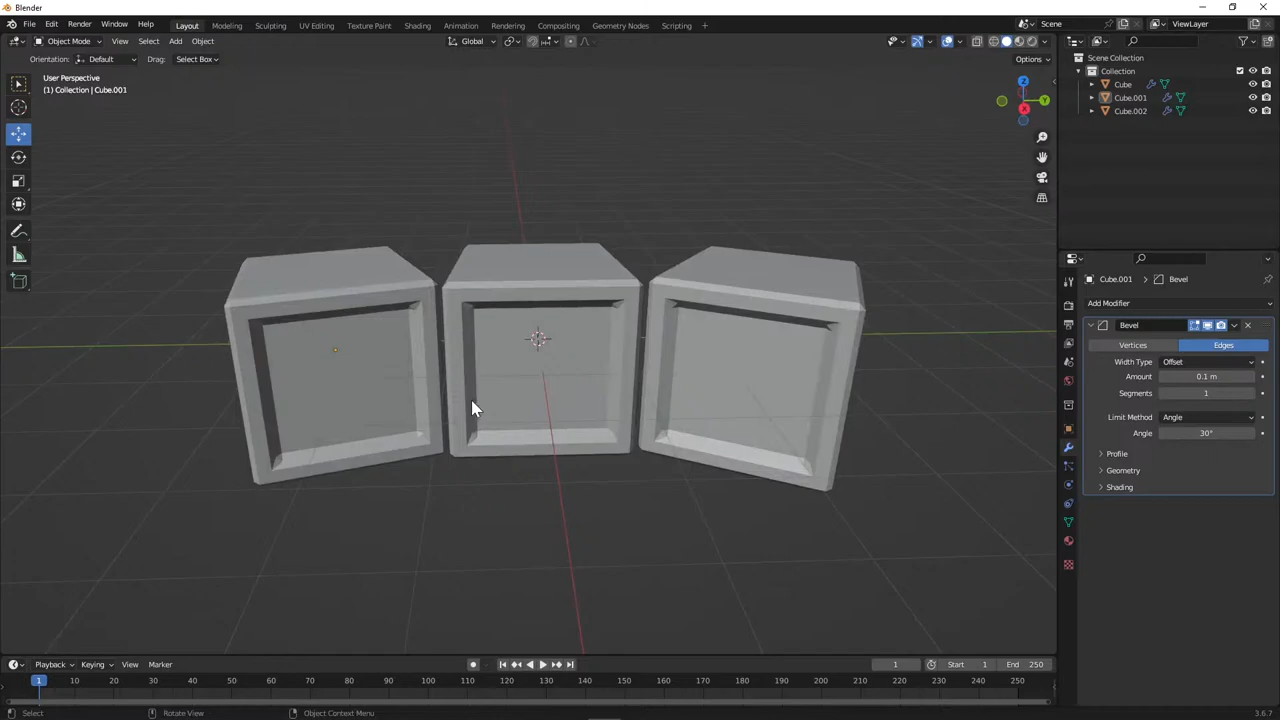 Blender
File Edit Render Window Help Layout Modeling Sculpting UV Editing Texture Paint Shading Animation Rendering Compositing Geometry Nodes Scripting + Scene ViewLayer
Object Mode View Select Add Object Global
Orientation: Default Drag: Select Box Options
User Perspective
(1) Collection | Cube.001
Z
Y
X
Scene Collection
Collection
Cube
Cube.001
Cube.002
Cube.001 > Bevel
Add Modifier
Bevel
Vertices Edges
Width Type Offset
Amount 0.1 m
Segments 1
Limit Method Angle
Angle 30°
Profile
Geometry
Shading
Playback Keying View Marker 1 Start 1 End 250
1 10 20 30 40 50 60 70 80 90 100 110 120 130 140 150 160 170 180 190 200 210 220 230 240 250
Select Rotate View Object Context Menu 3.6.7